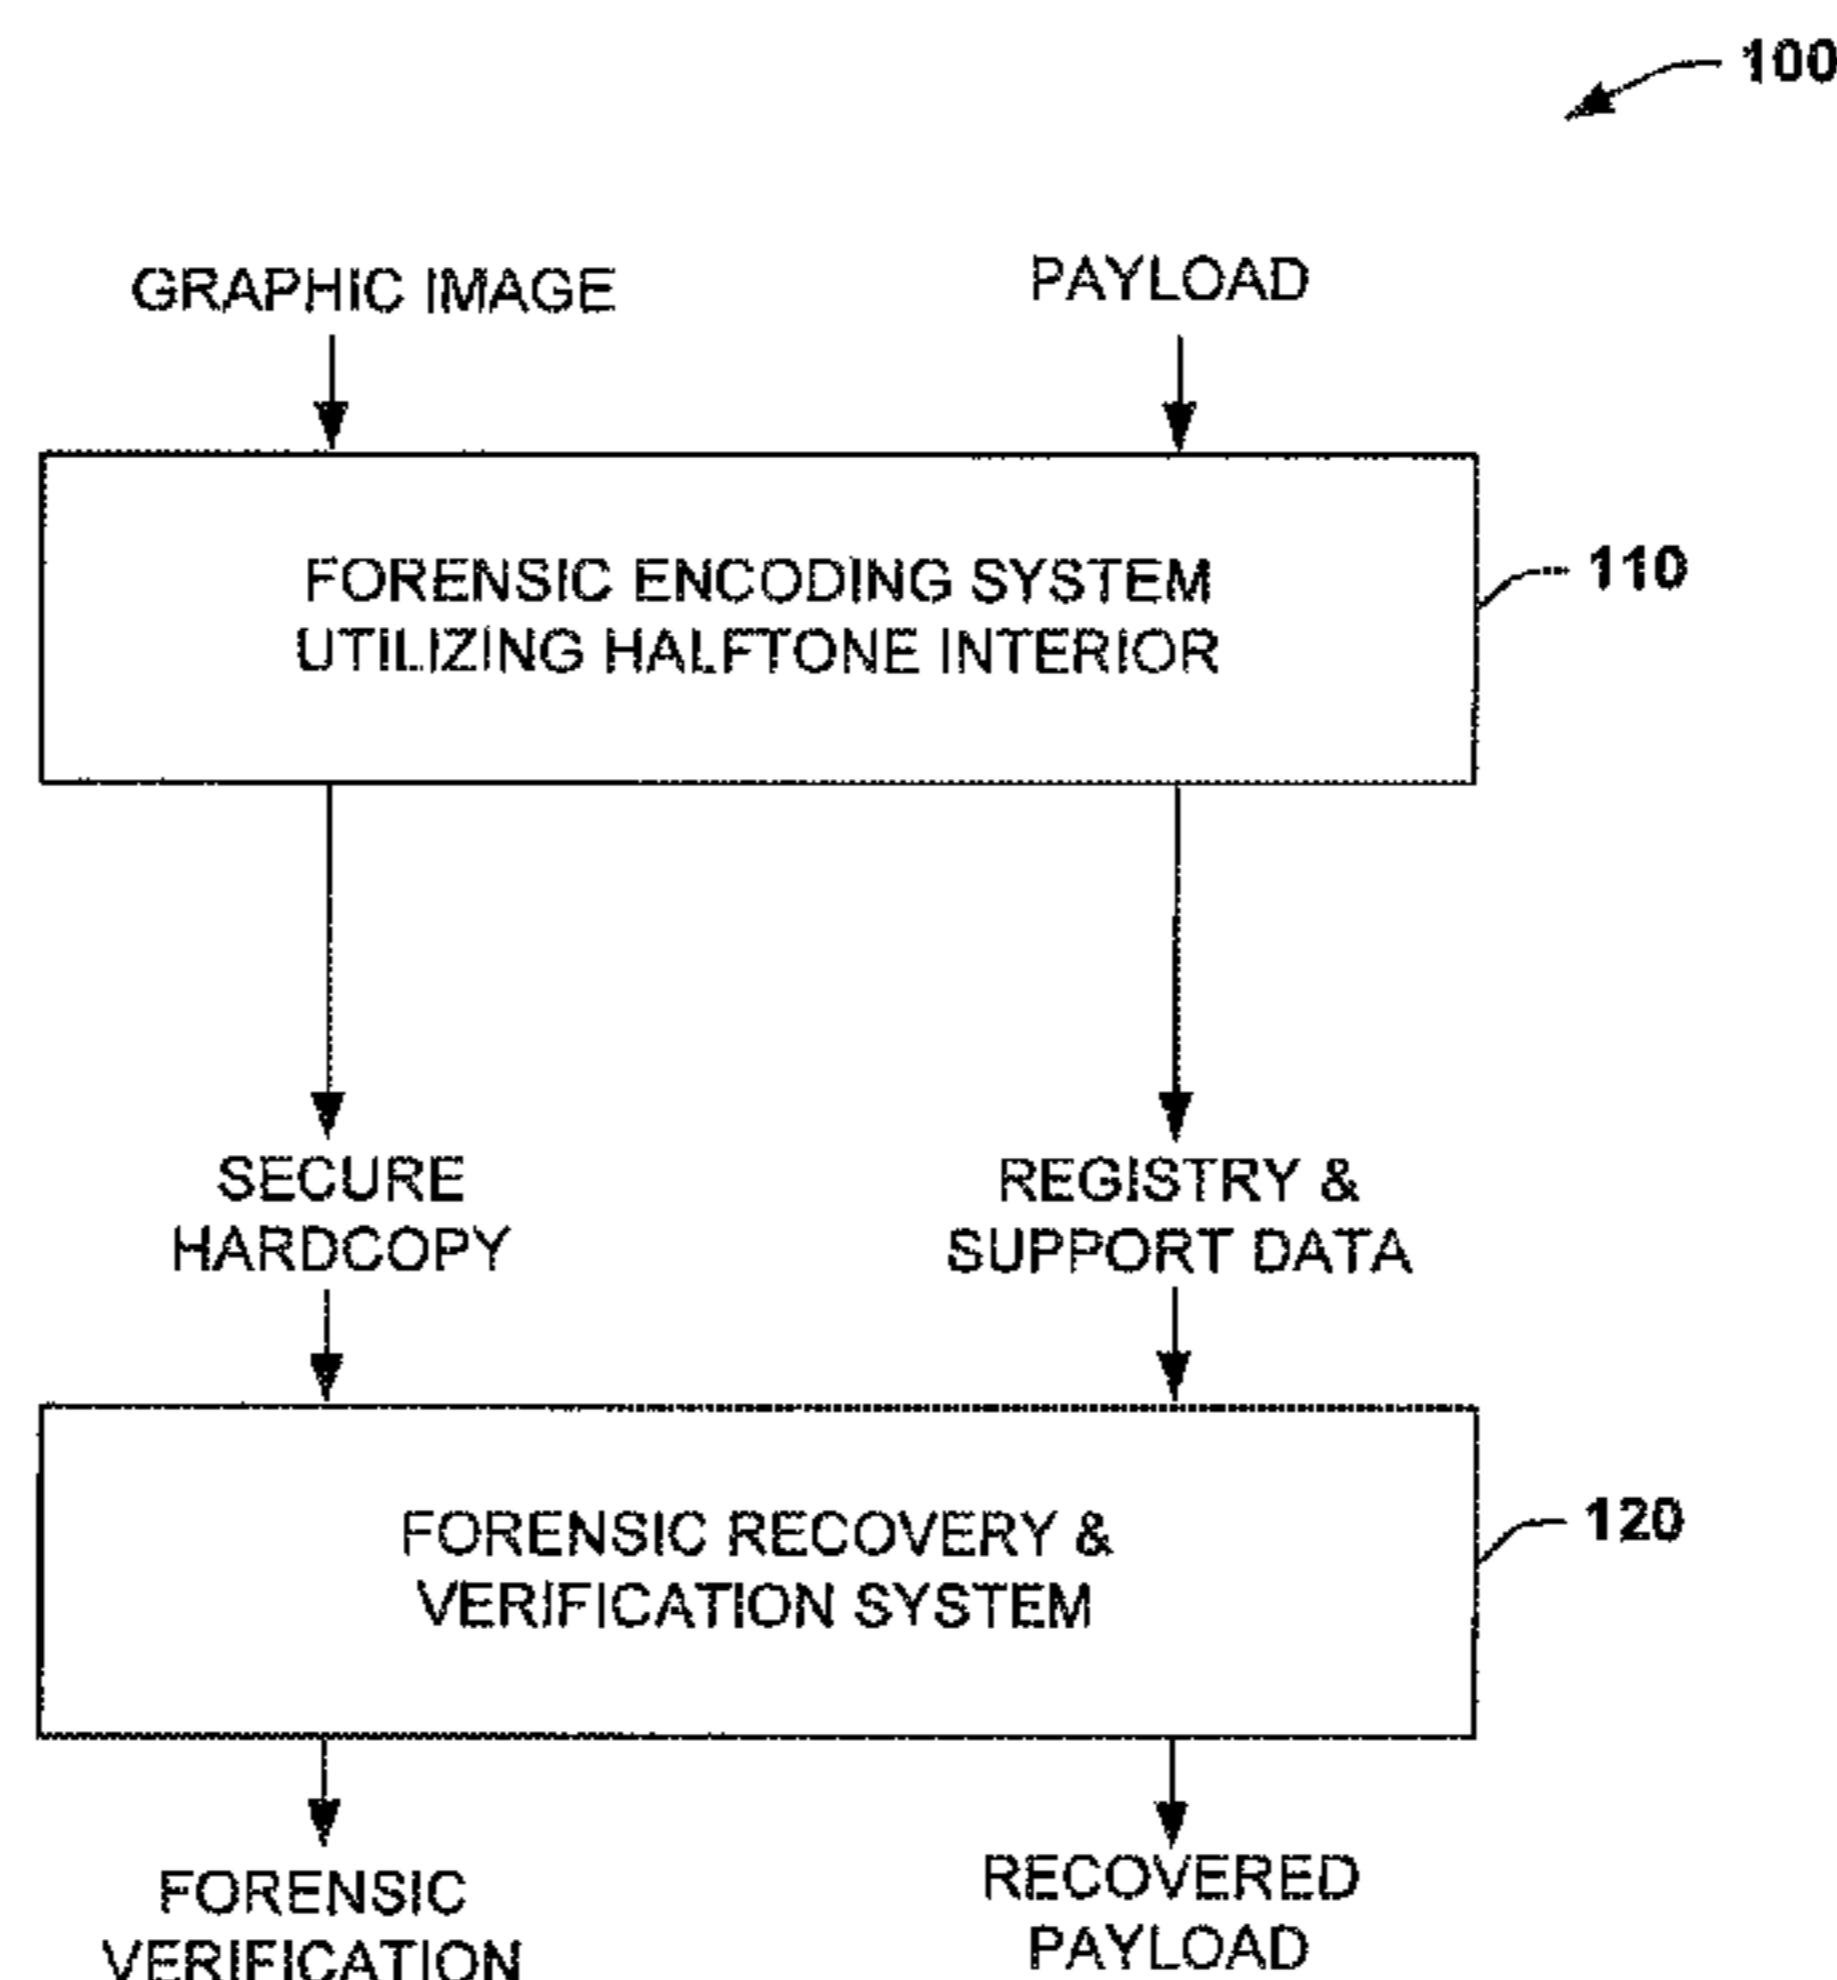 100
GRAPHIC IMAGE
PAYLOAD
FORENSIC ENCODING SYSTEM
UTILIZING HALFTONE INTERIOR
110
SECURE
HARDCOPY
REGISTRY &
SUPPORT DATA
FORENSIC RECOVERY &
VERIFICATION SYSTEM
120
FORENSIC
VERIFICATION
RECOVERED
PAYLOAD